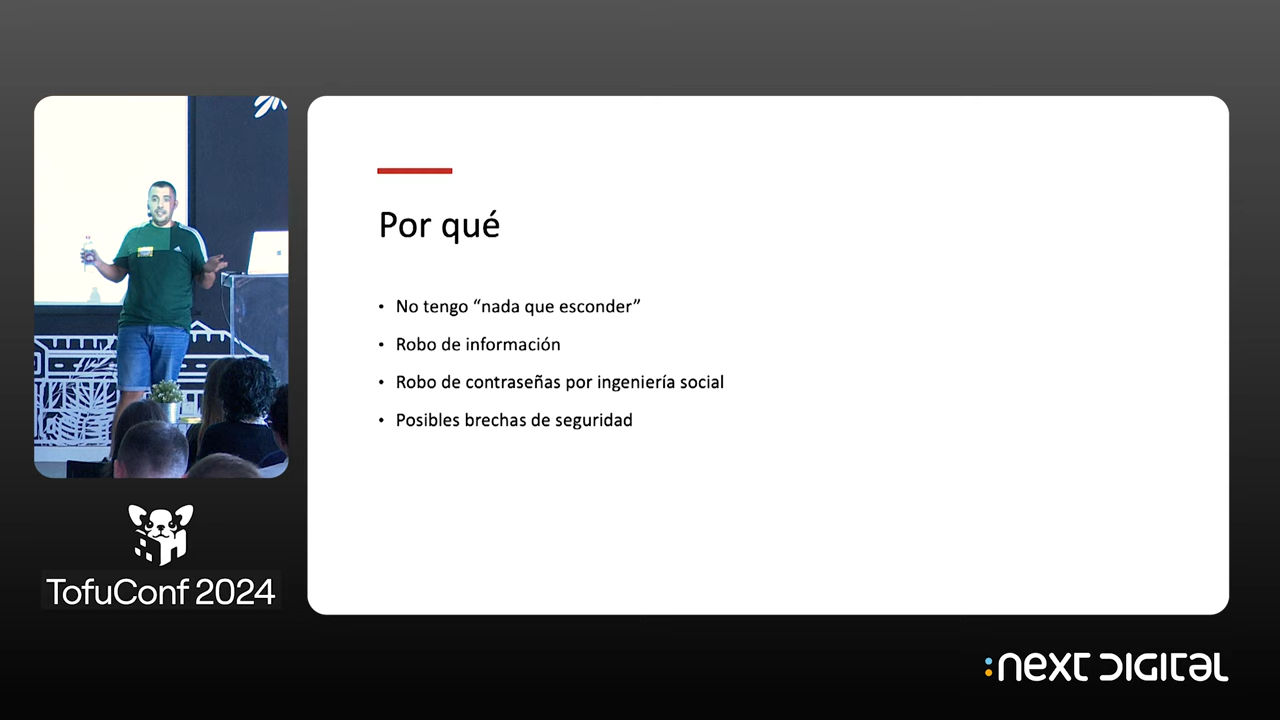 Por qué
• No tengo “nada que esconder”
• Robo de información
• Robo de contraseñas por ingeniería social
• Posibles brechas de seguridad
TofuConf 2024
:NEXT DIGITAL